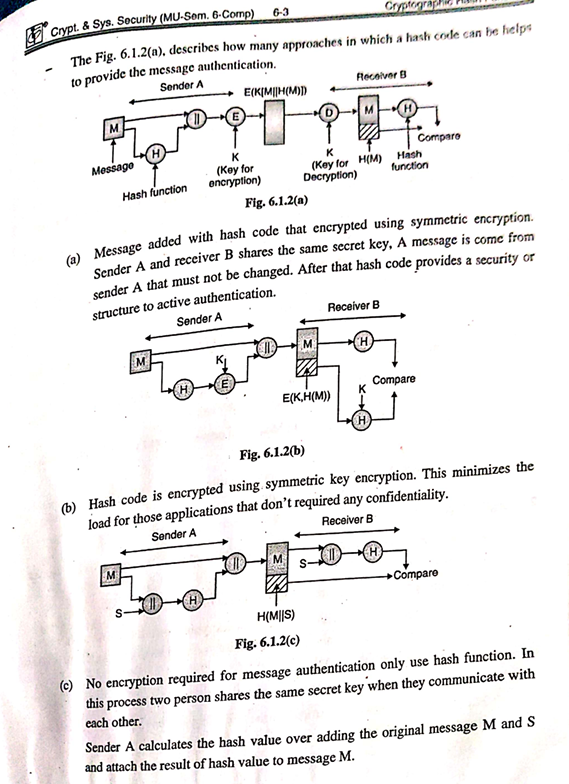 Crypt. & Sys. Security (MU-Sem. 6-Comp) 6-3
Cryptographic Hash
– The Fig. 6.1.2(a), describes how many approaches in which a hash code can be helps
to provide the message authentication.
Sender A
Receiver B
E(K[M||H(M)])
M || E D M H
H
Compare
Message
K
(Key for
encryption)
K
(Key for
Decryption)
H(M)
Hash
function
Hash function
Fig. 6.1.2(a)
(a) Message added with hash code that encrypted using symmetric encryption.
Sender A and receiver B shares the same secret key, A message is come from
sender A that must not be changed. After that hash code provides a security or
structure to active authentication.
Sender A
Receiver B
M || M H
K
H E
E(K,H(M))
K
Compare
H
Fig. 6.1.2(b)
(b) Hash code is encrypted using symmetric key encryption. This minimizes the
load for those applications that don't required any confidentiality.
Sender A
Receiver B
M || M S || H
Compare
S || H
H(M||S)
Fig. 6.1.2(c)
(c) No encryption required for message authentication only use hash function. In
this process two person shares the same secret key when they communicate with
each other.
Sender A calculates the hash value over adding the original message M and S
and attach the result of hash value to message M.